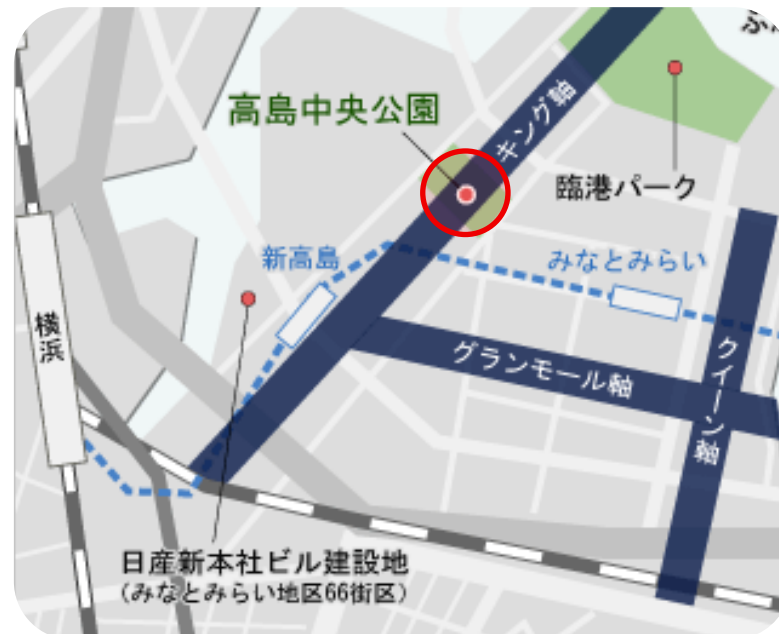 キング軸
高島中央公園
臨港パーク
新高島
みなとみらい
横浜
グランモール軸
クイーン軸
日産新本社ビル建設地
(みなとみらい地区66街区)